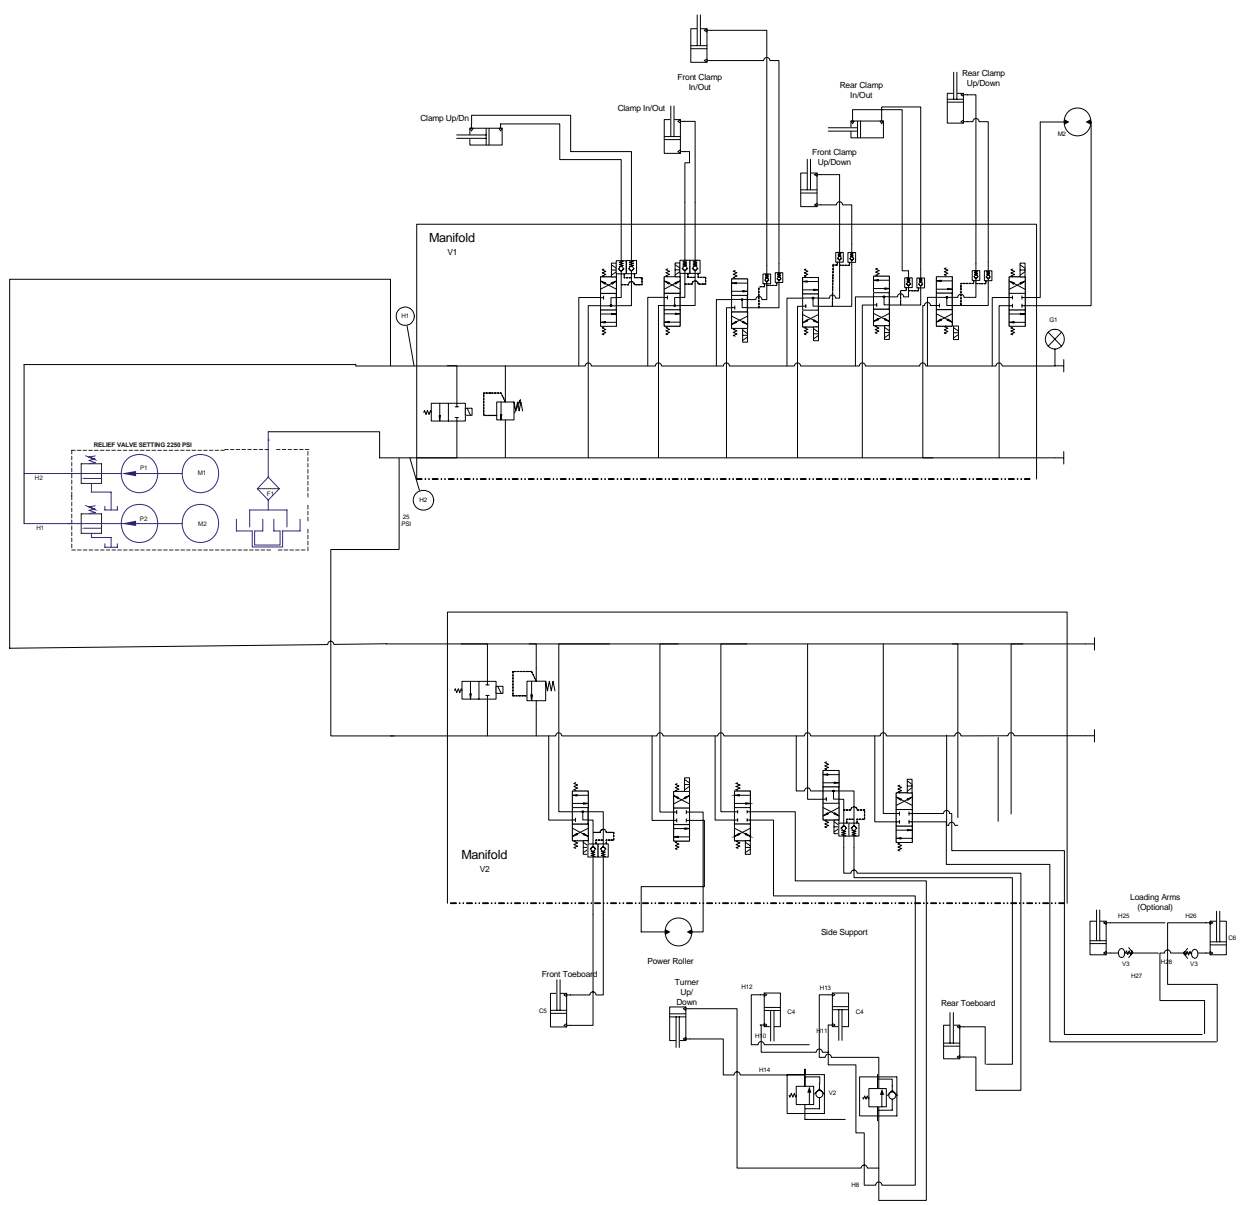 Front Clamp
In/Out
Rear Clamp
Up/Down
Rear Clamp
In/Out
Clamp In/Out
Clamp Up/Dn
M2
Front Clamp
Up/Down
Manifold
V1
H1
G1
RELIEF VALVE SETTING 2250 PSI
P1
M1
H2
F1
H2
P2
M2
H1
25
PSI
Manifold
V2
Loading Arms
(Optional)
H25
H26
C6
V3
H28
V3
H27
Side Support
Power Roller
Front Toeboard
C5
Turner
Up/
Down
H12
H13
C4
C4
H10
H11
Rear Toeboard
H14
V2
H8